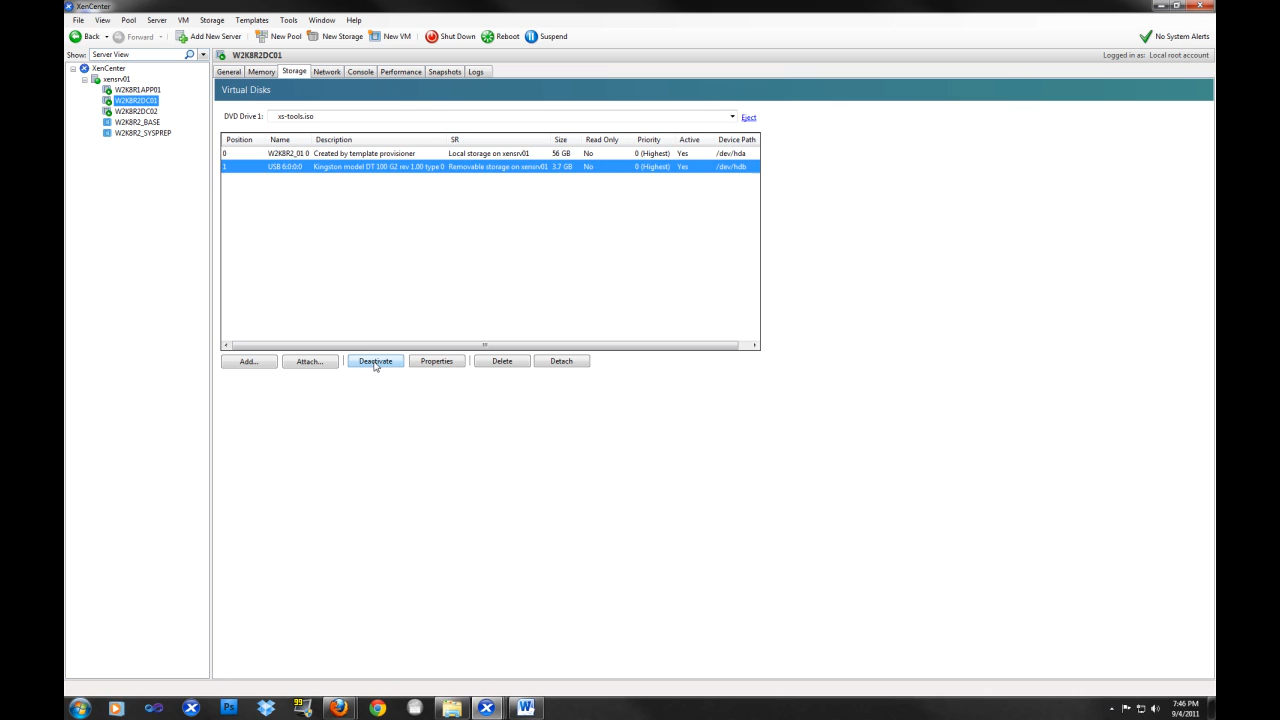 XenCenter
File View Pool Server VM Storage Templates Tools Window Help
Back Forward Add New Server New Pool New Storage New VM Shut Down Reboot Suspend No System Alerts
Show: Server View
W2K8R2DC01 Logged in as: Local root account
XenCenter
xensrv01
W2K8R1APP01
W2K8R2DC01
W2K8R2DC02
W2K8R2_BASE
W2K8R2_SYSPREP
General Memory Storage Network Console Performance Snapshots Logs
Virtual Disks
DVD Drive 1: xs-tools.iso Eject
Position Name Description SR Size Read Only Priority Active Device Path
0 W2K8R2_01 0 Created by template provisioner Local storage on xensrv01 56 GB No 0 (Highest) Yes /dev/hda
1 USB 6:0:0:0 Kingston model DT 100 G2 rev 1.00 type 0 Removable storage on xensrv01 3.7 GB No 0 (Highest) Yes /dev/hdb
Add... Attach... Deactivate Properties Delete Detach
99
Ps
W
7:46 PM
9/4/2011